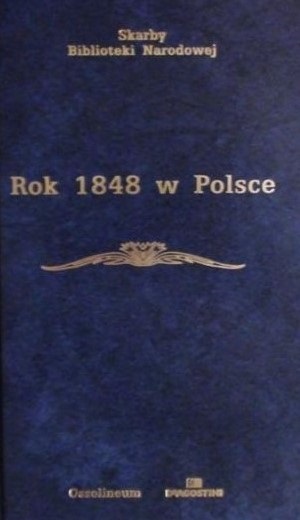 Skarby
Biblioteki Narodowej
Rok 1848 w Polsce
Ossolineum DeAGOSTINI